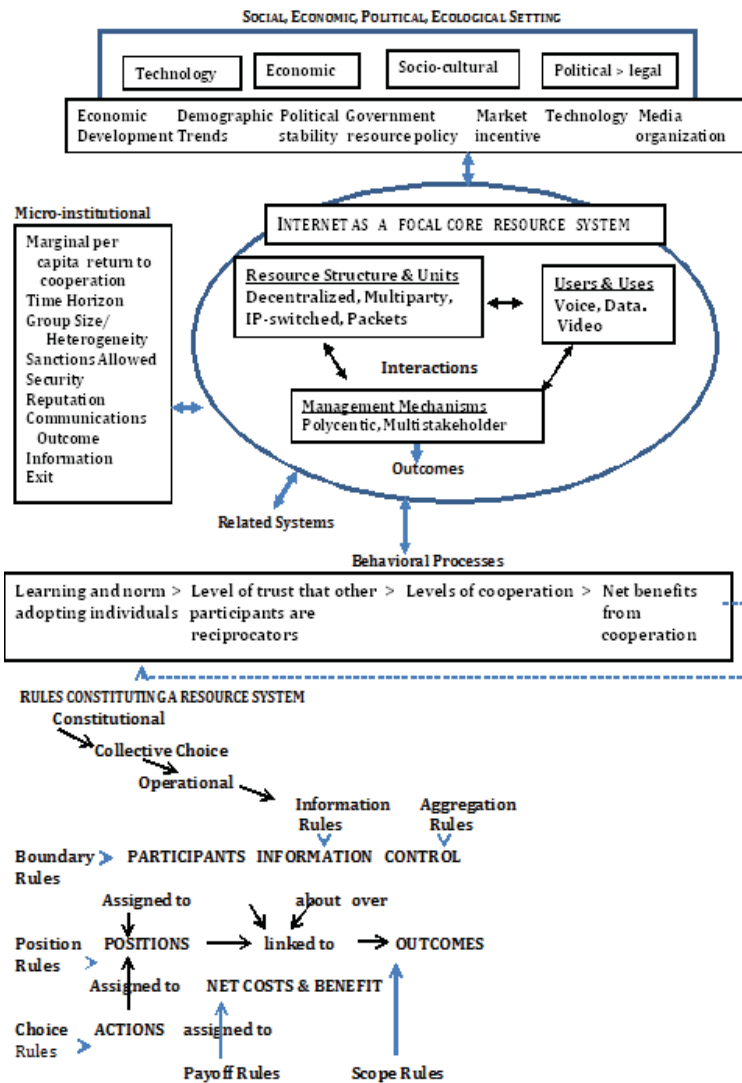 SOCIAL, ECONOMIC, POLITICAL, ECOLOGICAL SETTING
Technology
Economic
Socio-cultural
Political > legal
Economic Demographic Political Government Market Technology Media
Development Trends stability resource policy incentive organization
Micro-institutional
Marginal per
capita return to
cooperation
Time Horizon
Group Size/
Heterogeneity
Sanctions Allowed
Security
Reputation
Communications
Outcome
Information
Exit
INTERNET AS A FOCAL CORE RESOURCE SYSTEM
Resource Structure & Units
Decentralized, Multiparty,
IP-switched, Packets
Users & Uses
Voice, Data.
Video
Interactions
Management Mechanisms
Polycentic, Multistakeholder
Outcomes
Related Systems
Behavioral Processes
Learning and norm > Level of trust that other > Levels of cooperation > Net benefits
adopting individuals participants are from
reciprocators cooperation
RULES CONSTITUTING A RESOURCE SYSTEM
Constitutional
Collective Choice
Operational
Information Aggregation
Rules Rules
Boundary PARTICIPANTS INFORMATION CONTROL
Rules
Assigned to about over
Position POSITIONS linked to OUTCOMES
Rules
Assigned to NET COSTS & BENEFIT
Choice ACTIONS assigned to
Rules
Payoff Rules Scope Rules